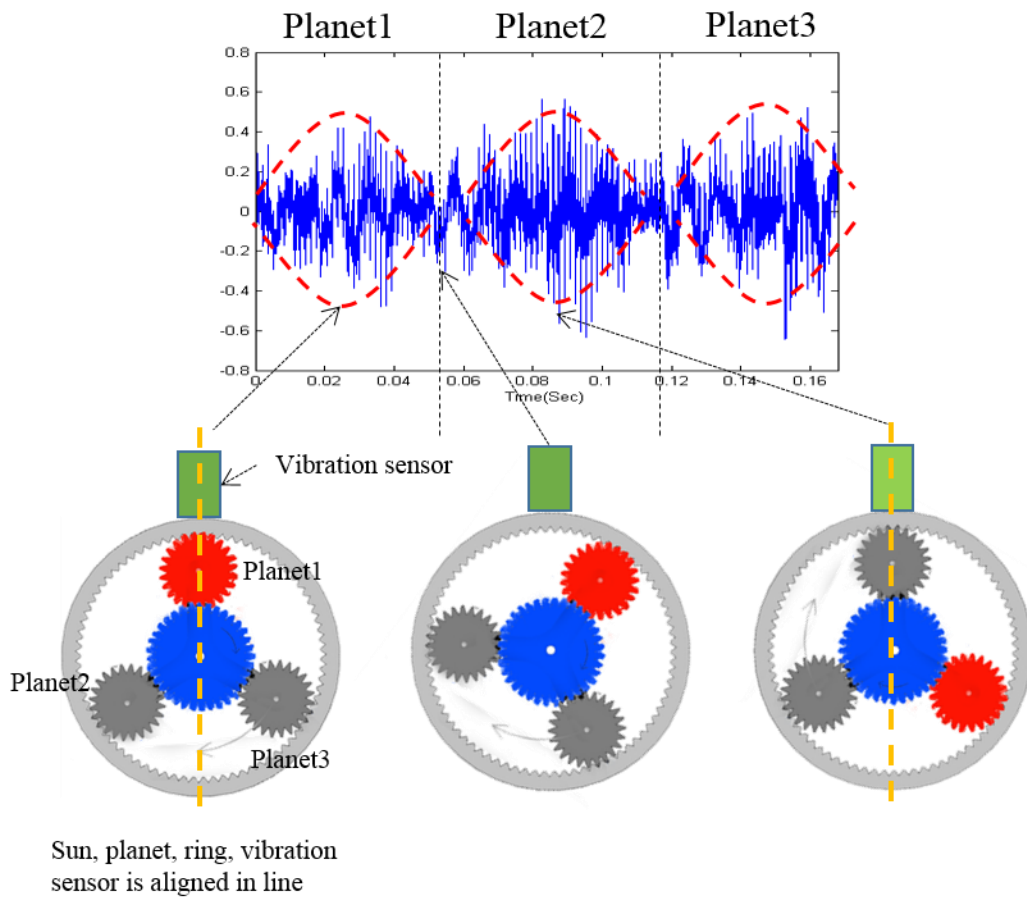 Planet1 Planet2 Planet3
0.8
0.6
0.4
0.2
0
-0.2
-0.4
-0.6
-0.8
0. 0.02 0.04 0.06 0.08 0.1 0.12 0.14 0.16
Time(Sec)
Vibration sensor
Planet1
Planet2
Planet3
Sun, planet, ring, vibration
sensor is aligned in line